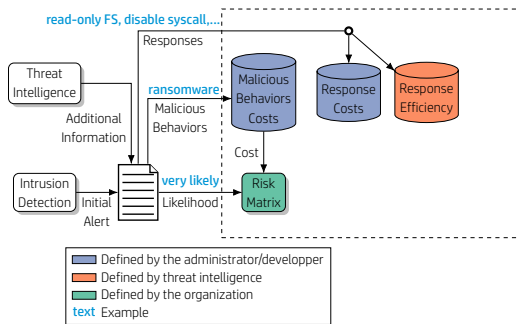 read-only FS, disable syscall,...
Responses
Threat
Intelligence
Additional
Information
ransomware
Malicious
Behaviors
Malicious
Behaviors
Costs
Response
Costs
Response
Efficiency
Cost
Intrusion
Detection
Initial
Alert
very likely
Likelihood
Risk
Matrix
Defined by the administrator/developper
Defined by threat intelligence
Defined by the organization
text Example